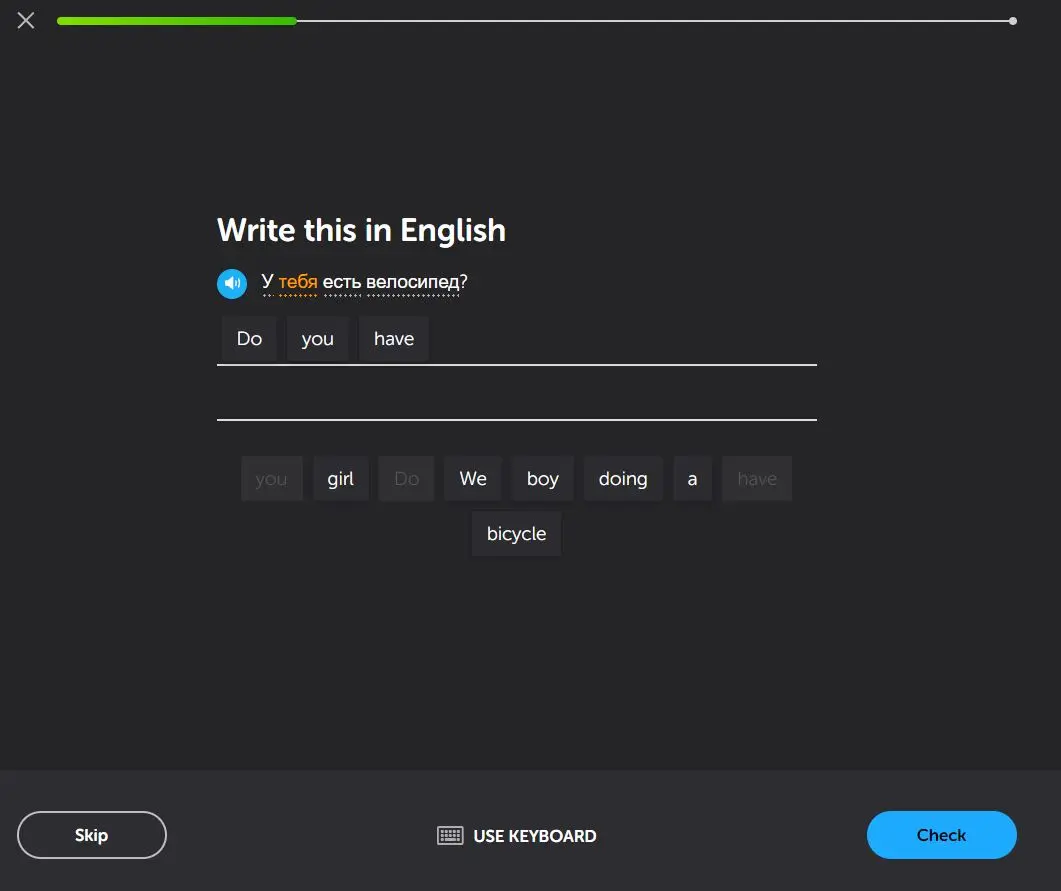 Write this in English
У тебя есть велосипед?
Do you have
you girl Do We boy doing a have
bicycle
Skip USE KEYBOARD Check